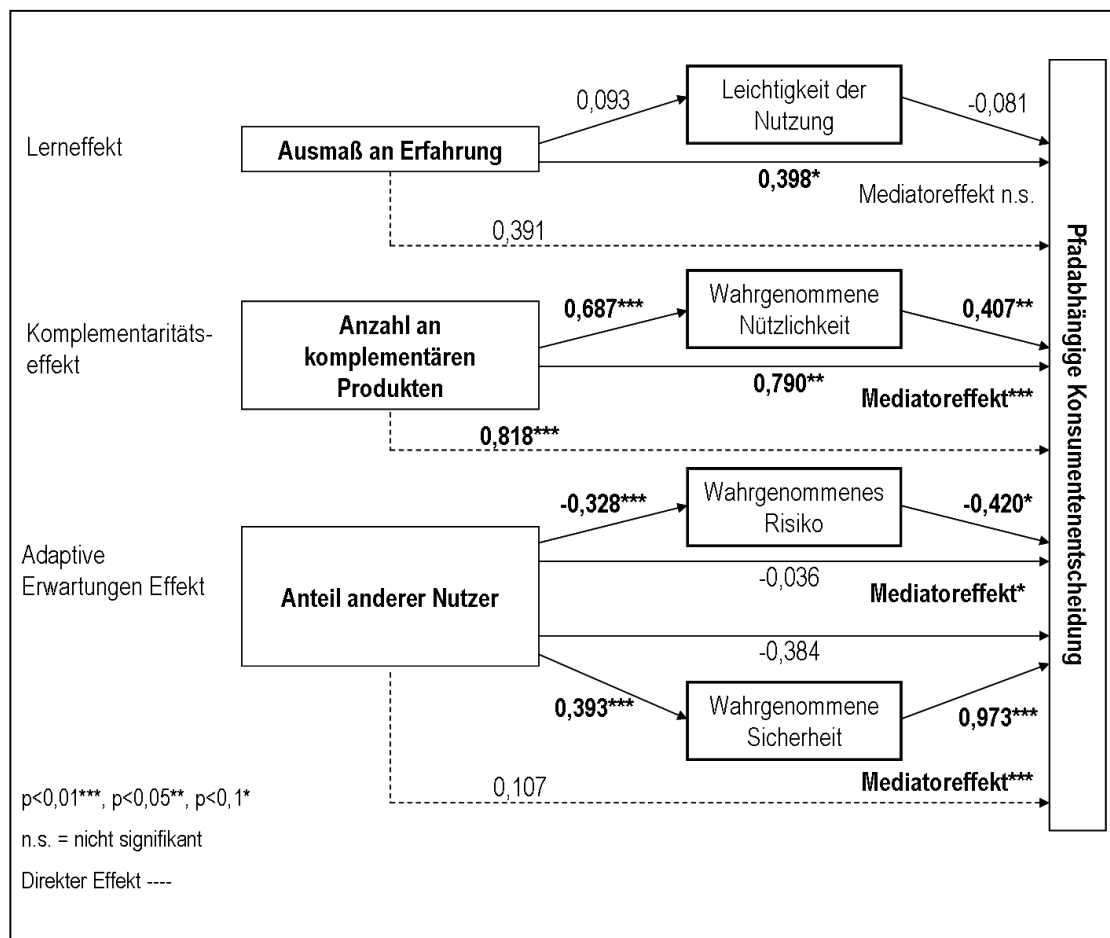 Lerneffekt
Ausmaß an Erfahrung
0,093
Leichtigkeit der
Nutzung
-0,081
0,398*
Mediatoreffekt n.s.
0,391
Komplementaritäts-
effekt
Anzahl an
komplementären
Produkten
0,687***
Wahrgenommene
Nützlichkeit
0,407**
0,790**
Mediatoreffekt***
0,818***
Adaptive
Erwartungen Effekt
Anteil anderer Nutzer
-0,328***
Wahrgenommenes
Risiko
-0,420*
-0,036
Mediatoreffekt*
-0,384
0,393***
Wahrgenommene
Sicherheit
0,973***
Mediatoreffekt***
0,107
Pfadabhängige Konsumentenentscheidung
p<0,01***, p<0,05**, p<0,1*
n.s. = nicht signifikant
Direkter Effekt ----